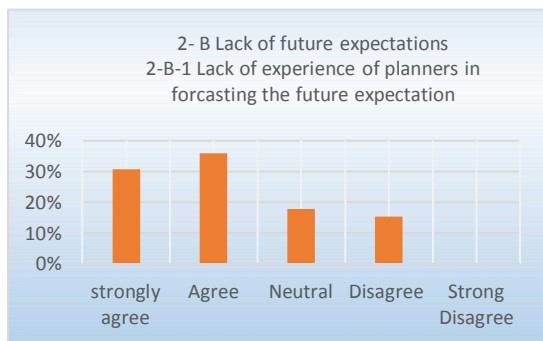 2- B Lack of future expectations
2-B-1 Lack of experience of planners in
forcasting the future expectation
40%
30%
20%
10%
0%
strongly
agree
Agree
Neutral
Disagree
Strong
Disagree